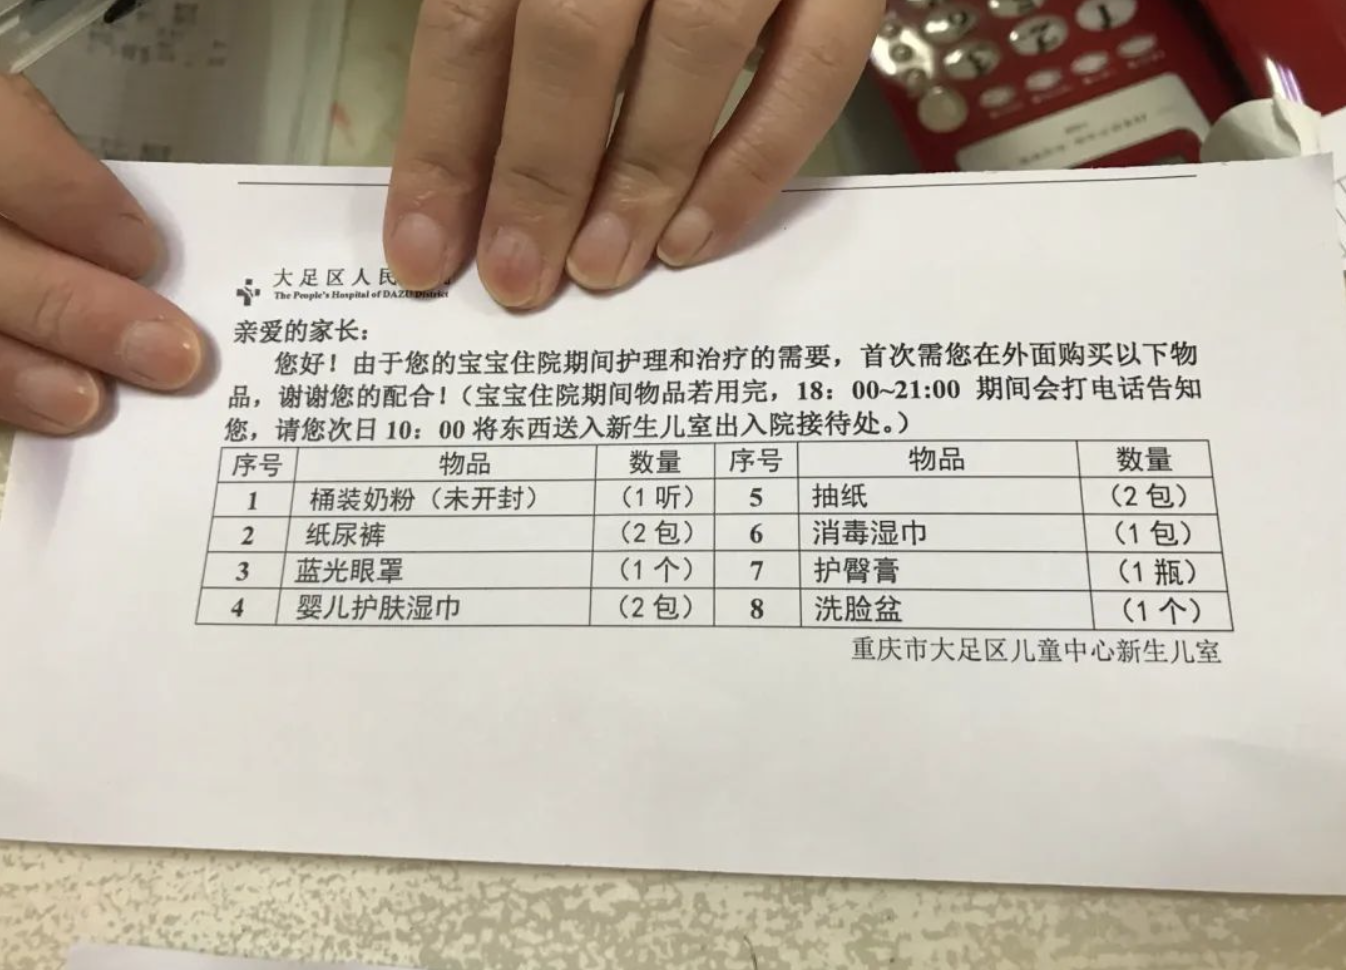 大足区人民
The People's Hospital of DAZU District
亲爱的家长：
您好！由于您的宝宝住院期间护理和治疗的需要，首次需您在外面购买以下物
品，谢谢您的配合！（宝宝住院期间物品若用完，18：00~21:00 期间会打电话告知
您，请您次日 10：00 将东西送入新生儿室出入院接待处。）
序号 物品 数量 序号 物品 数量
1 桶装奶粉（未开封） （1 听） 5 抽纸 （2 包）
2 纸尿裤 （2 包） 6 消毒湿巾 （1 包）
3 蓝光眼罩 （1 个） 7 护臀膏 （1 瓶）
4 婴儿护肤湿巾 （2 包） 8 洗脸盆 （1 个）
重庆市大足区儿童中心新生儿室